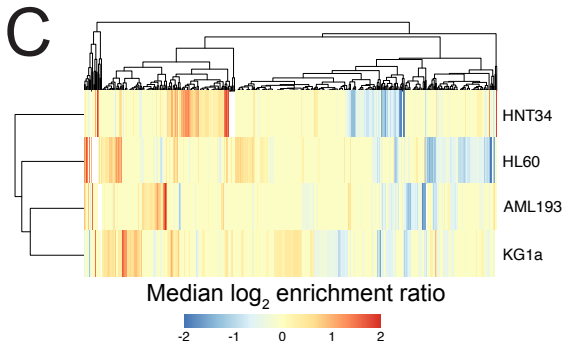 C
HNT34
HL60
AML193
KG1a
Median log₂ enrichment ratio
-2 -1 0 1 2